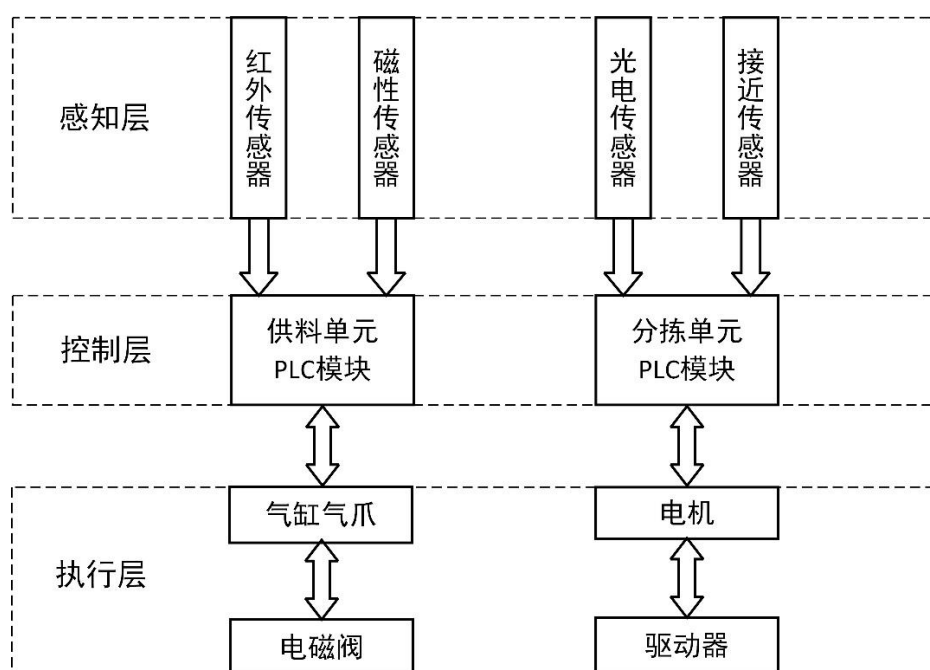 感知层
红外传感器
磁性传感器
光电传感器
接近传感器
控制层
供料单元
PLC模块
分拣单元
PLC模块
执行层
气缸气爪
电机
电磁阀
驱动器